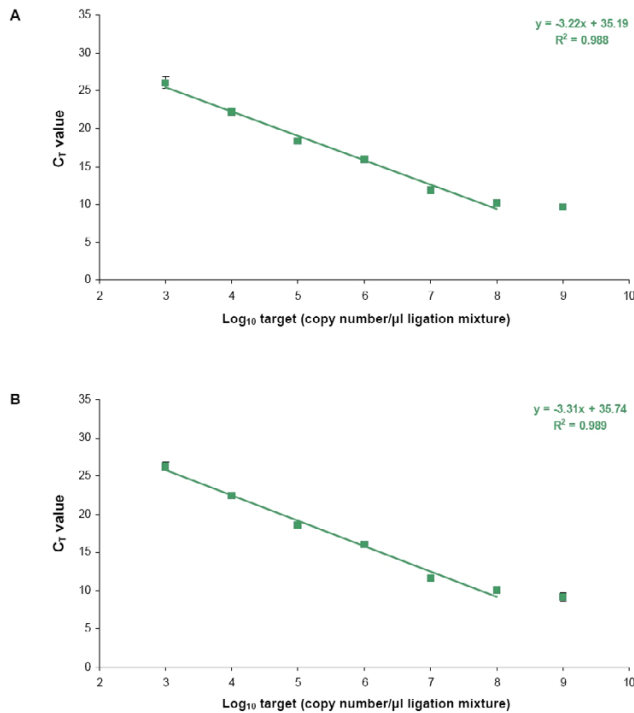 A
y = -3.22x + 35.19
R² = 0.988
35
30
25
20
15
10
5
0
C_T value
2 3 4 5 6 7 8 9 10
Log₁₀ target (copy number/µl ligation mixture)
B
y = -3.31x + 35.74
R² = 0.989
35
30
25
20
15
10
5
0
C_T value
2 3 4 5 6 7 8 9 10
Log₁₀ target (copy number/µl ligation mixture)